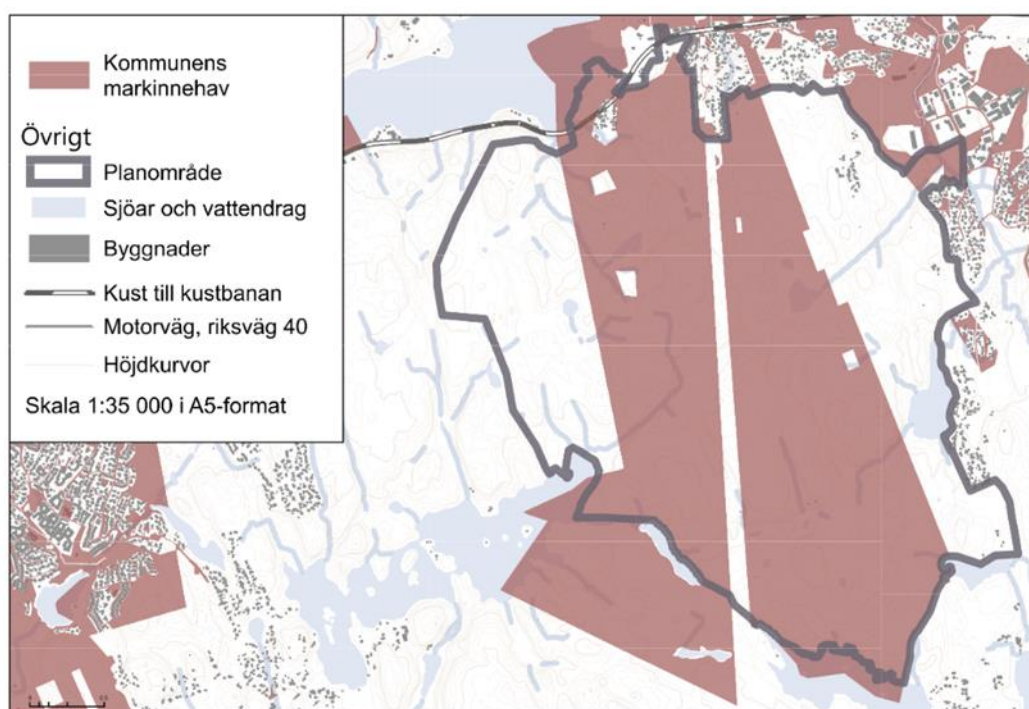 Kommunens
markinnehav
Övrigt
Planområde
Sjöar och vattendrag
Byggnader
Kust till kustbanan
Motorväg, riksväg 40
Höjdkurvor
Skala 1:35 000 i A5-format